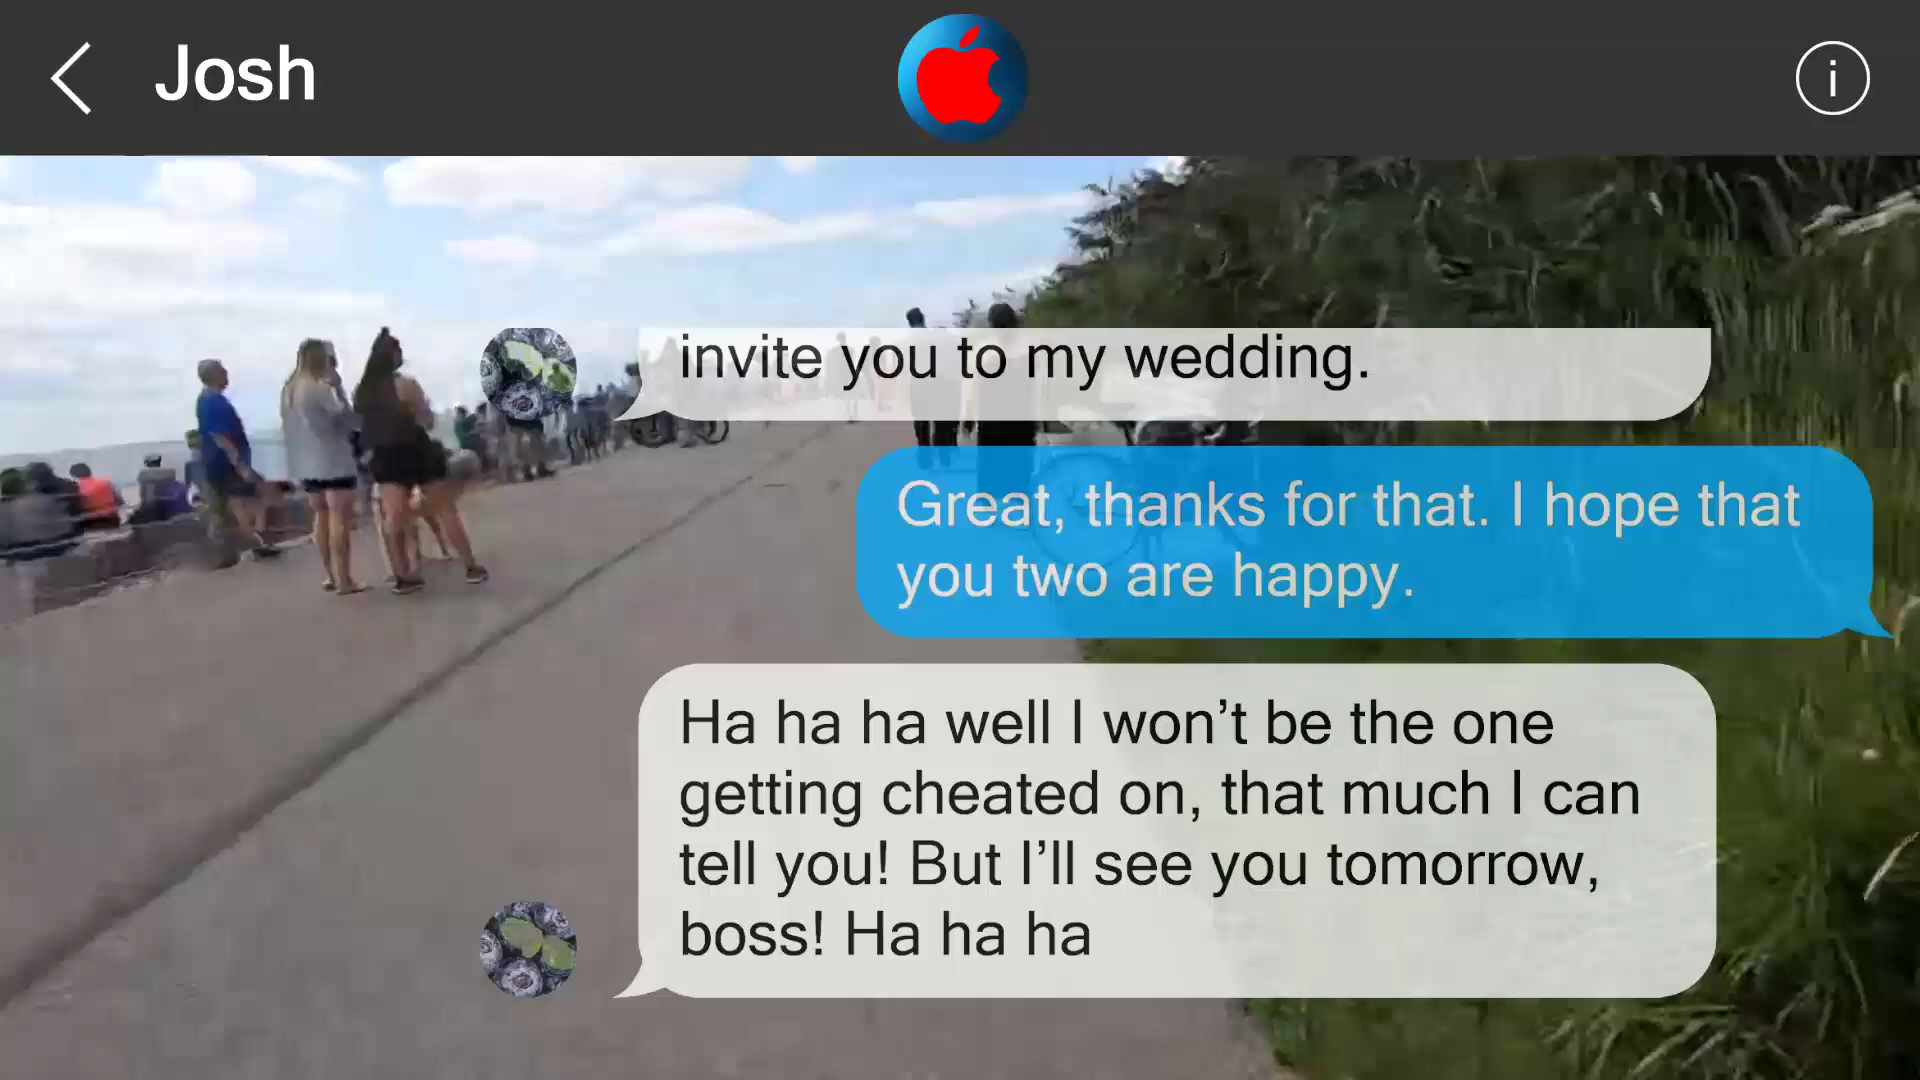 Josh
i
invite you to my wedding.
Great, thanks for that. I hope that
you two are happy.
Ha ha ha well I won’t be the one
getting cheated on, that much I can
tell you! But I’ll see you tomorrow,
boss! Ha ha ha